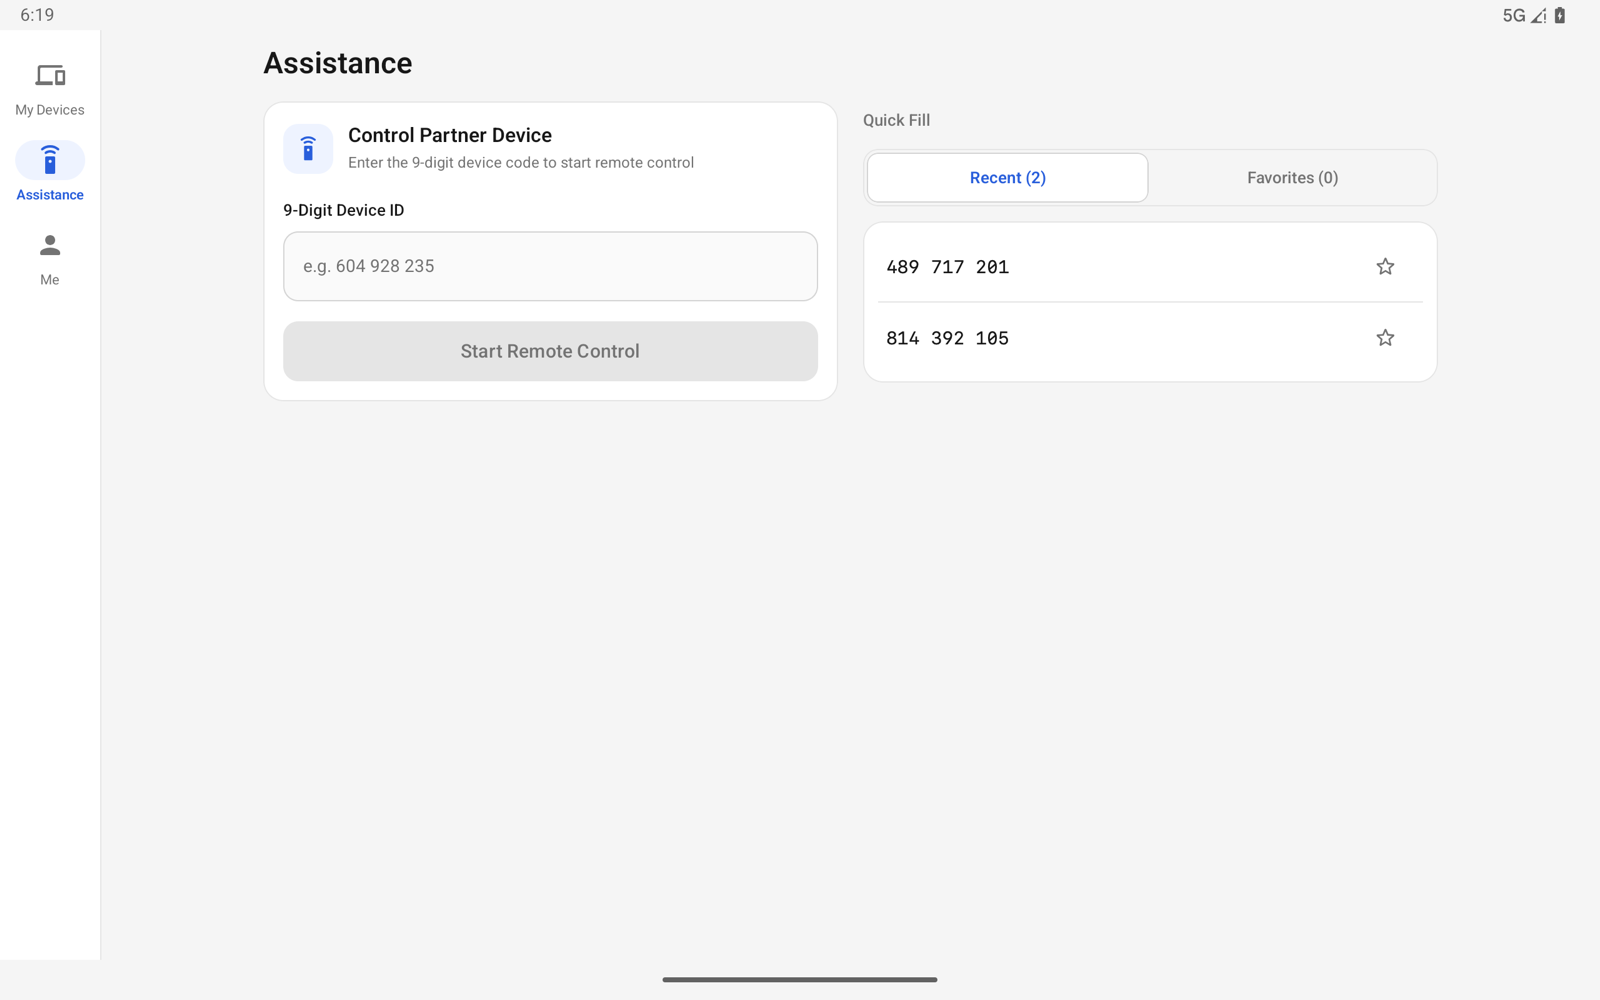 6:19
5G
My Devices
Assistance
Me
Assistance
Control Partner Device
Enter the 9-digit device code to start remote control
9-Digit Device ID
e.g. 604 928 235
Start Remote Control
Quick Fill
Recent (2)
Favorites (0)
489 717 201
814 392 105